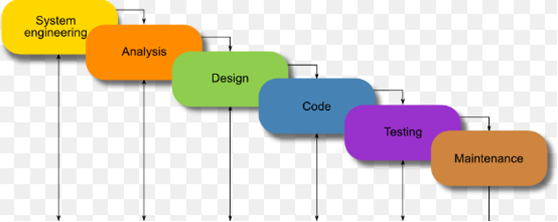 System
engineering
Analysis
Design
Code
Testing
Maintenance